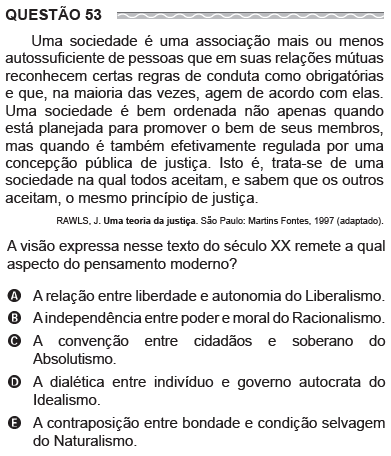 QUESTÃO 53
Uma sociedade é uma associação mais ou menos
autossuficiente de pessoas que em suas relações mútuas
reconhecem certas regras de conduta como obrigatórias
e que, na maioria das vezes, agem de acordo com elas.
Uma sociedade é bem ordenada não apenas quando
está planejada para promover o bem de seus membros,
mas quando é também efetivamente regulada por uma
concepção pública de justiça. Isto é, trata-se de uma
sociedade na qual todos aceitam, e sabem que os outros
aceitam, o mesmo princípio de justiça.
RAWLS, J. Uma teoria da justiça. São Paulo: Martins Fontes, 1997 (adaptado).
A visão expressa nesse texto do século XX remete a qual
aspecto do pensamento moderno?
A A relação entre liberdade e autonomia do Liberalismo.
B A independência entre poder e moral do Racionalismo.
C A convenção entre cidadãos e soberano do
Absolutismo.
D A dialética entre indivíduo e governo autocrata do
Idealismo.
E A contraposição entre bondade e condição selvagem
do Naturalismo.